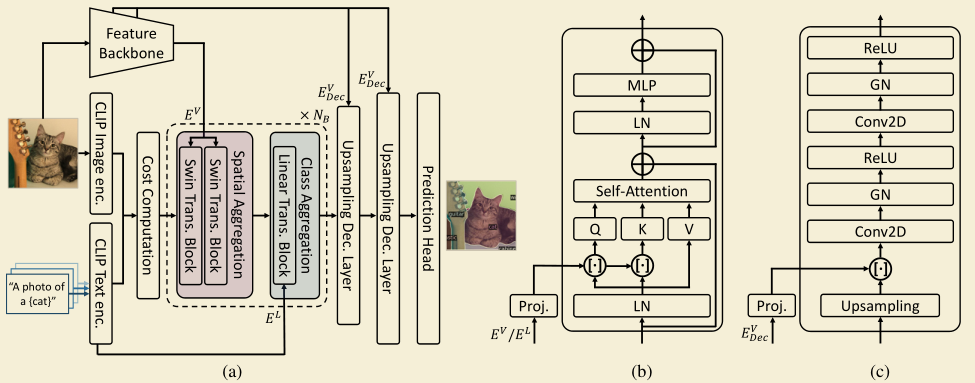 Feature
Backbone
CLIP Image enc.
CLIP Text enc.
"A photo of
a {cat}"
Cost Computation
E^V
Swin Trans. Block
Swin Trans. Block
Spatial Aggregation
× N_B
Linear Trans. Block
Class Aggregation
E^L
E^V_Dec
Upsampling Dec. Layer
E^V_Dec
Upsampling Dec. Layer
Prediction Head
(a)
MLP
LN
Self-Attention
Q K V
[·] [·]
Proj.
LN
E^V/E^L
(b)
ReLU
GN
Conv2D
ReLU
GN
Conv2D
[·]
Proj.
Upsampling
E^V_Dec
(c)